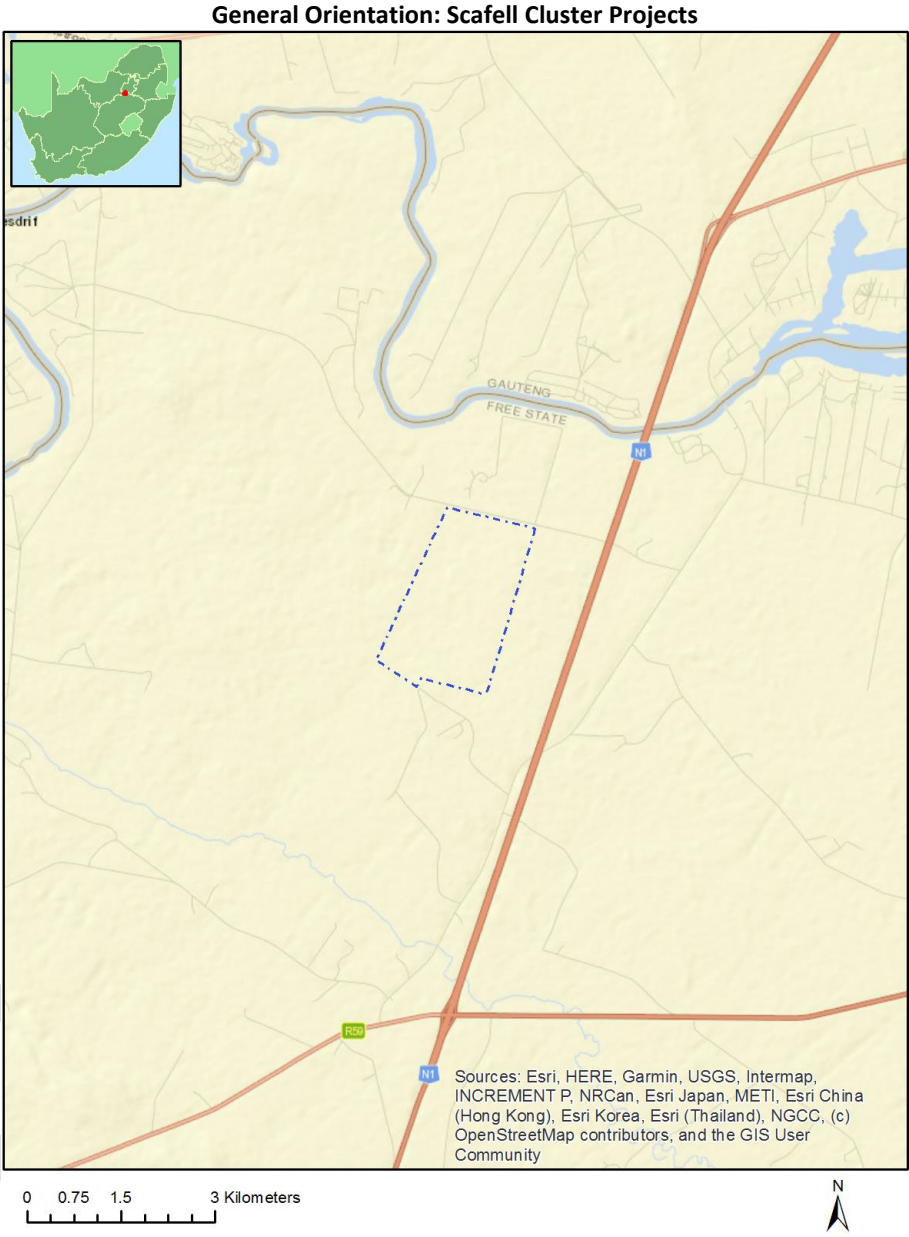 General Orientation: Scafell Cluster Projects
esdrif
GAUTENG
FREE STATE
N1
R59
N1
Sources: Esri, HERE, Garmin, USGS, Intermap,
INCREMENT P, NRCan, Esri Japan, METI, Esri China
(Hong Kong), Esri Korea, Esri (Thailand), NGCC, (c)
OpenStreetMap contributors, and the GIS User
Community
0 0.75 1.5 3 Kilometers
N